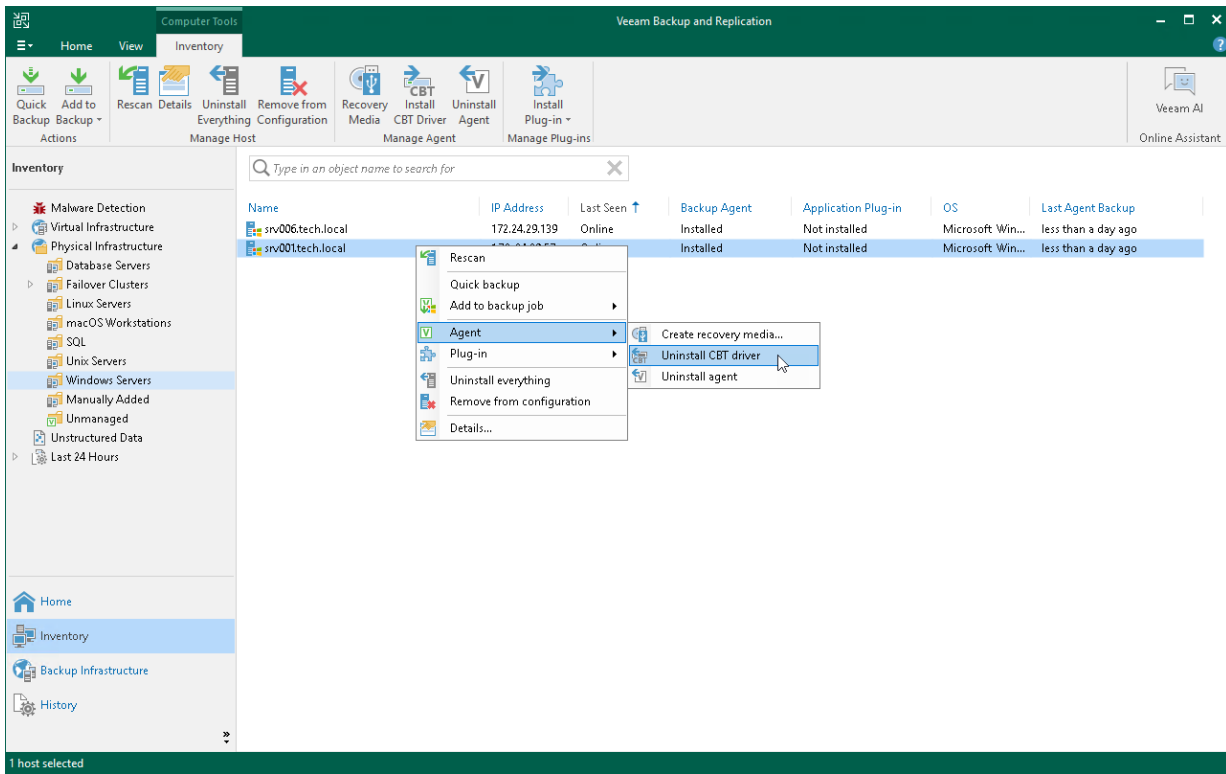 Computer Tools
Veeam Backup and Replication
Home View Inventory
?
Quick Backup
Add to Backup
Rescan
Details
Uninstall Everything
Remove from Configuration
Recovery Media
CBT
Install CBT Driver
Uninstall Agent
Install Plug-in
Veeam AI
Actions
Manage Host
Manage Agent
Manage Plug-ins
Online Assistant
Inventory
Type in an object name to search for
Malware Detection
Virtual Infrastructure
Physical Infrastructure
Database Servers
Failover Clusters
Linux Servers
macOS Workstations
SQL
Unix Servers
Windows Servers
Manually Added
Unmanaged
Unstructured Data
Last 24 Hours
Name IP Address Last Seen Backup Agent Application Plug-in OS Last Agent Backup
srv006.tech.local 172.24.29.139 Online Installed Not installed Microsoft Win... less than a day ago
srv001.tech.local Installed Not installed Microsoft Win... less than a day ago
Rescan
Quick backup
Add to backup job
Agent
Plug-in
Uninstall everything
Remove from configuration
Details...
Create recovery media...
Uninstall CBT driver
Uninstall agent
Home
Inventory
Backup Infrastructure
History
1 host selected